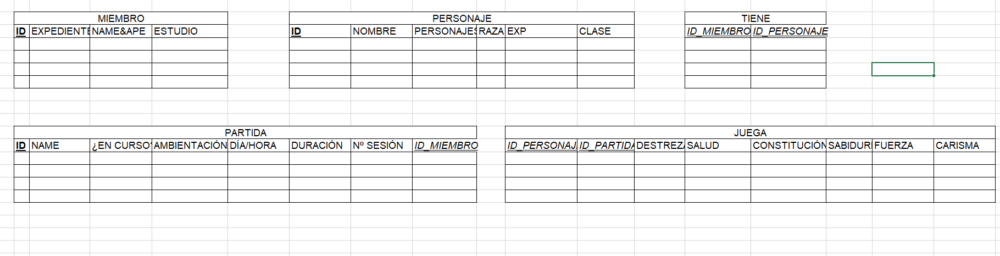 MIEMBRO PERSONAJE TIENE
ID EXPEDIENTE NAME&APE ESTUDIO ID NOMBRE PERSONAJES RAZA EXP CLASE ID_MIEMBRO ID_PERSONAJE
PARTIDA JUEGA
ID NAME ¿EN CURSO? AMBIENTACIÓN DÍA/HORA DURACIÓN Nº SESIÓN ID_MIEMBRO ID_PERSONAJ ID_PARTIDA DESTREZA SALUD CONSTITUCIÓN SABIDURI FUERZA CARISMA